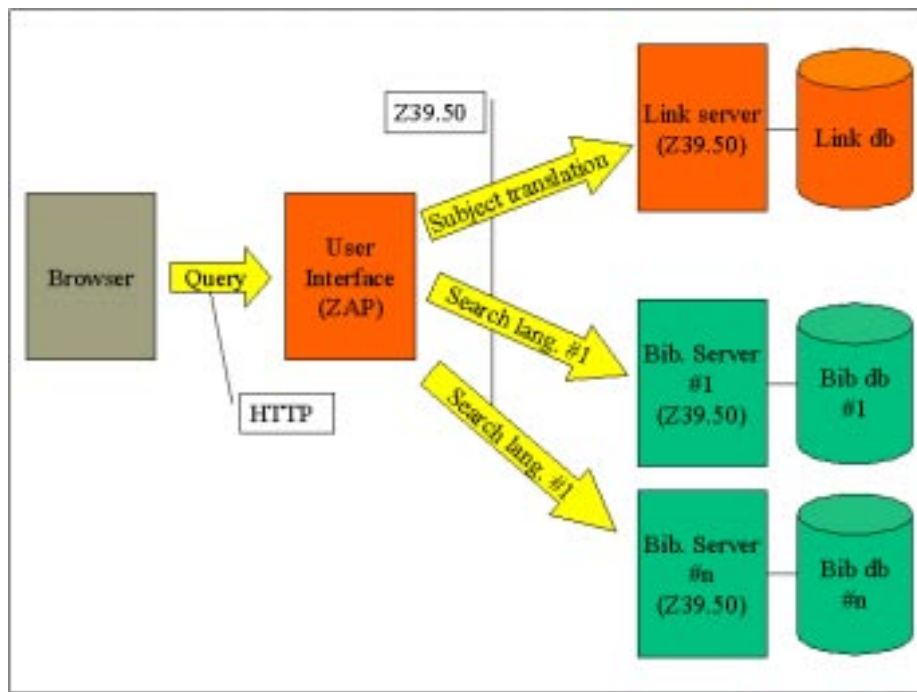 Z39.50
Link server
(Z39.50)
Link db
Subject translation
Browser
Query
User
Interface
(ZAP)
Search lang. #1
Bib. Server
#1
(Z39.50)
Bib db
#1
HTTP
Search lang. #1
Bib. Server
#n
(Z39.50)
Bib db
#n